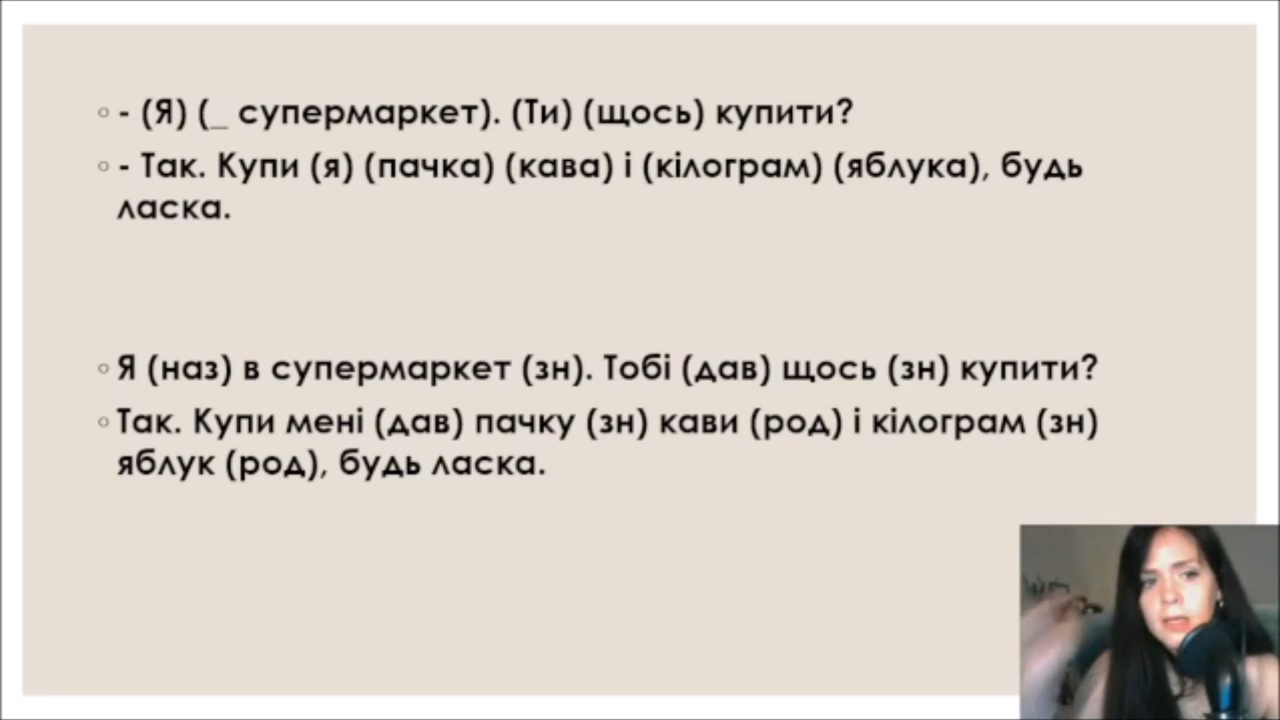 - (Я) (_ супермаркет). (Ти) (щось) купити?
- Так. Купи (я) (пачка) (кава) і (кілограм) (яблука), будь
ласка.
Я (наз) в супермаркет (зн). Тобі (дав) щось (зн) купити?
Так. Купи мені (дав) пачку (зн) кави (род) і кілограм (зн)
яблук (род), будь ласка.